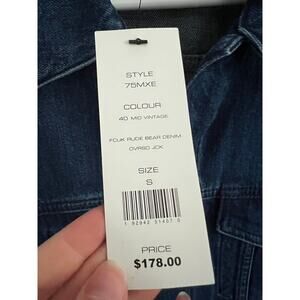 STYLE
75MXE
COLOUR
40 MID VINTAGE
FCUK RUDE BEAR DENIM
OVRSD JCK
SIZE
S
PRICE
$178.00